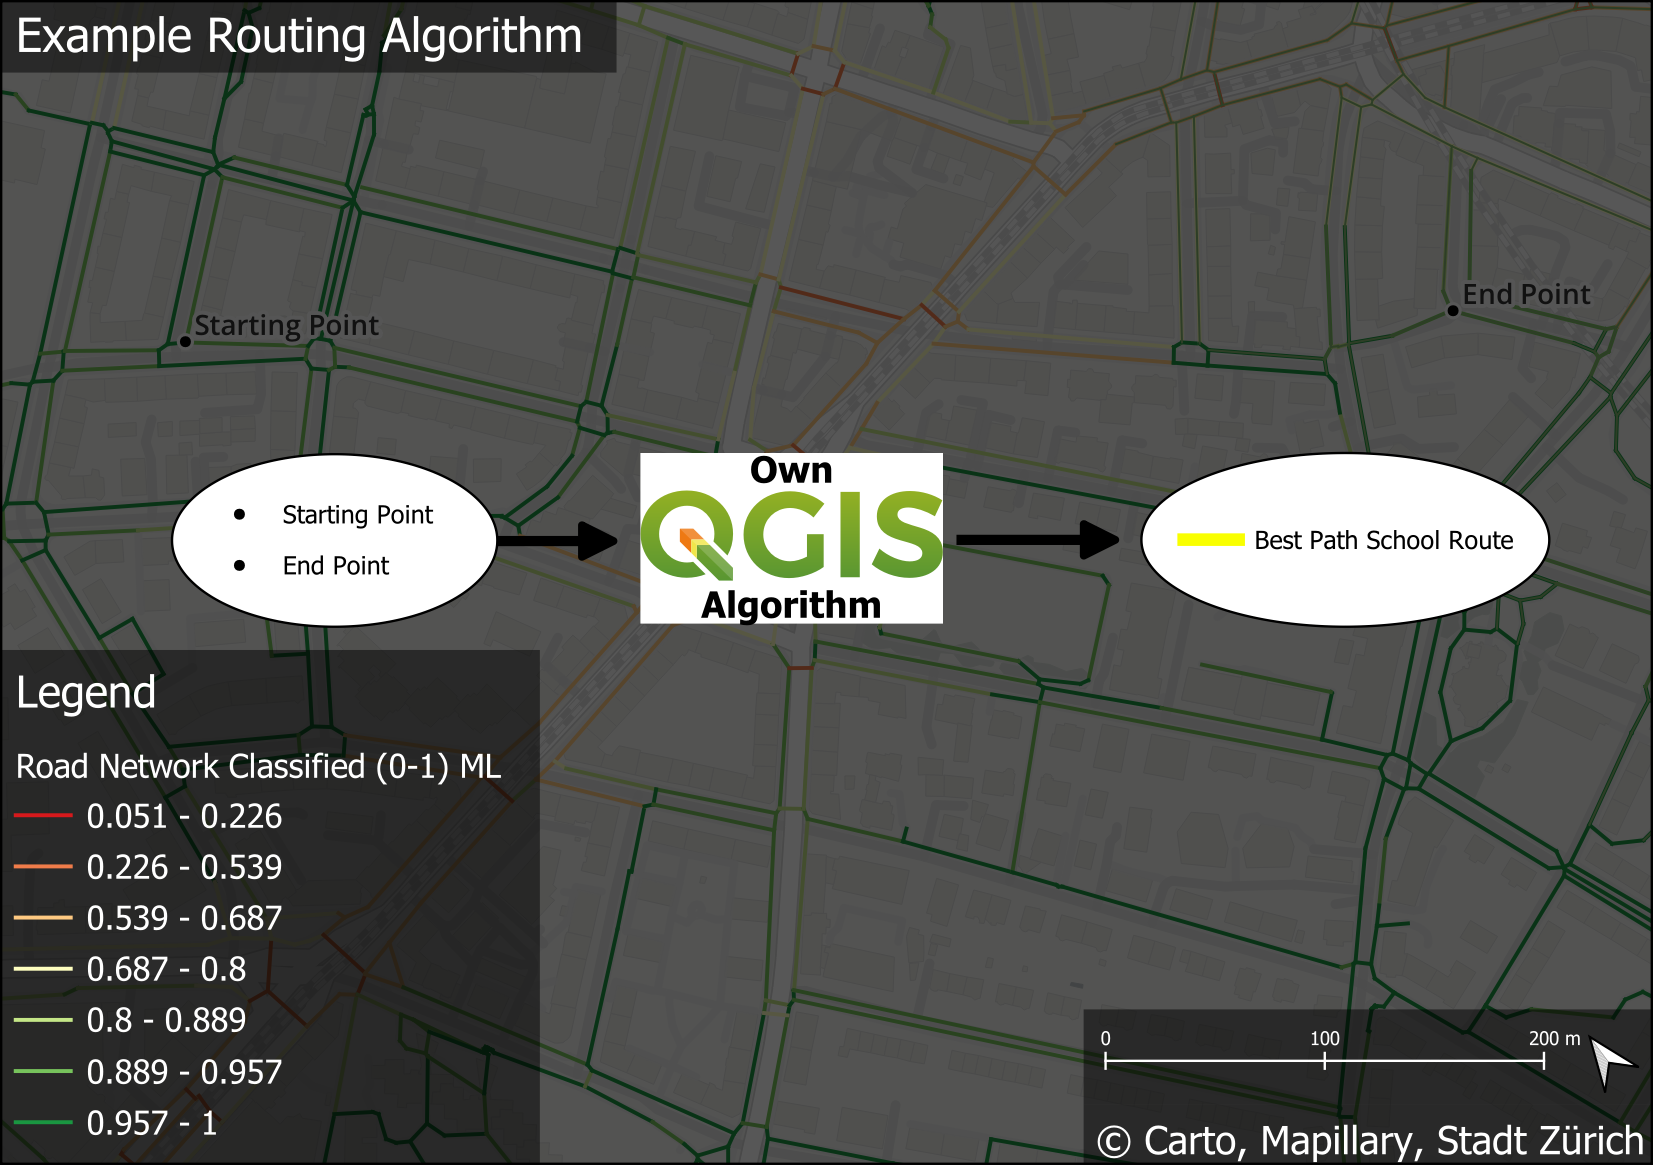 Example Routing Algorithm
Starting Point
End Point
Starting Point
End Point
Own
QGIS
Algorithm
Best Path School Route
Legend
Road Network Classified (0-1) ML
0.051 - 0.226
0.226 - 0.539
0.539 - 0.687
0.687 - 0.8
0.8 - 0.889
0.889 - 0.957
0.957 - 1
0 100 200 m
© Carto, Mapillary, Stadt Zürich